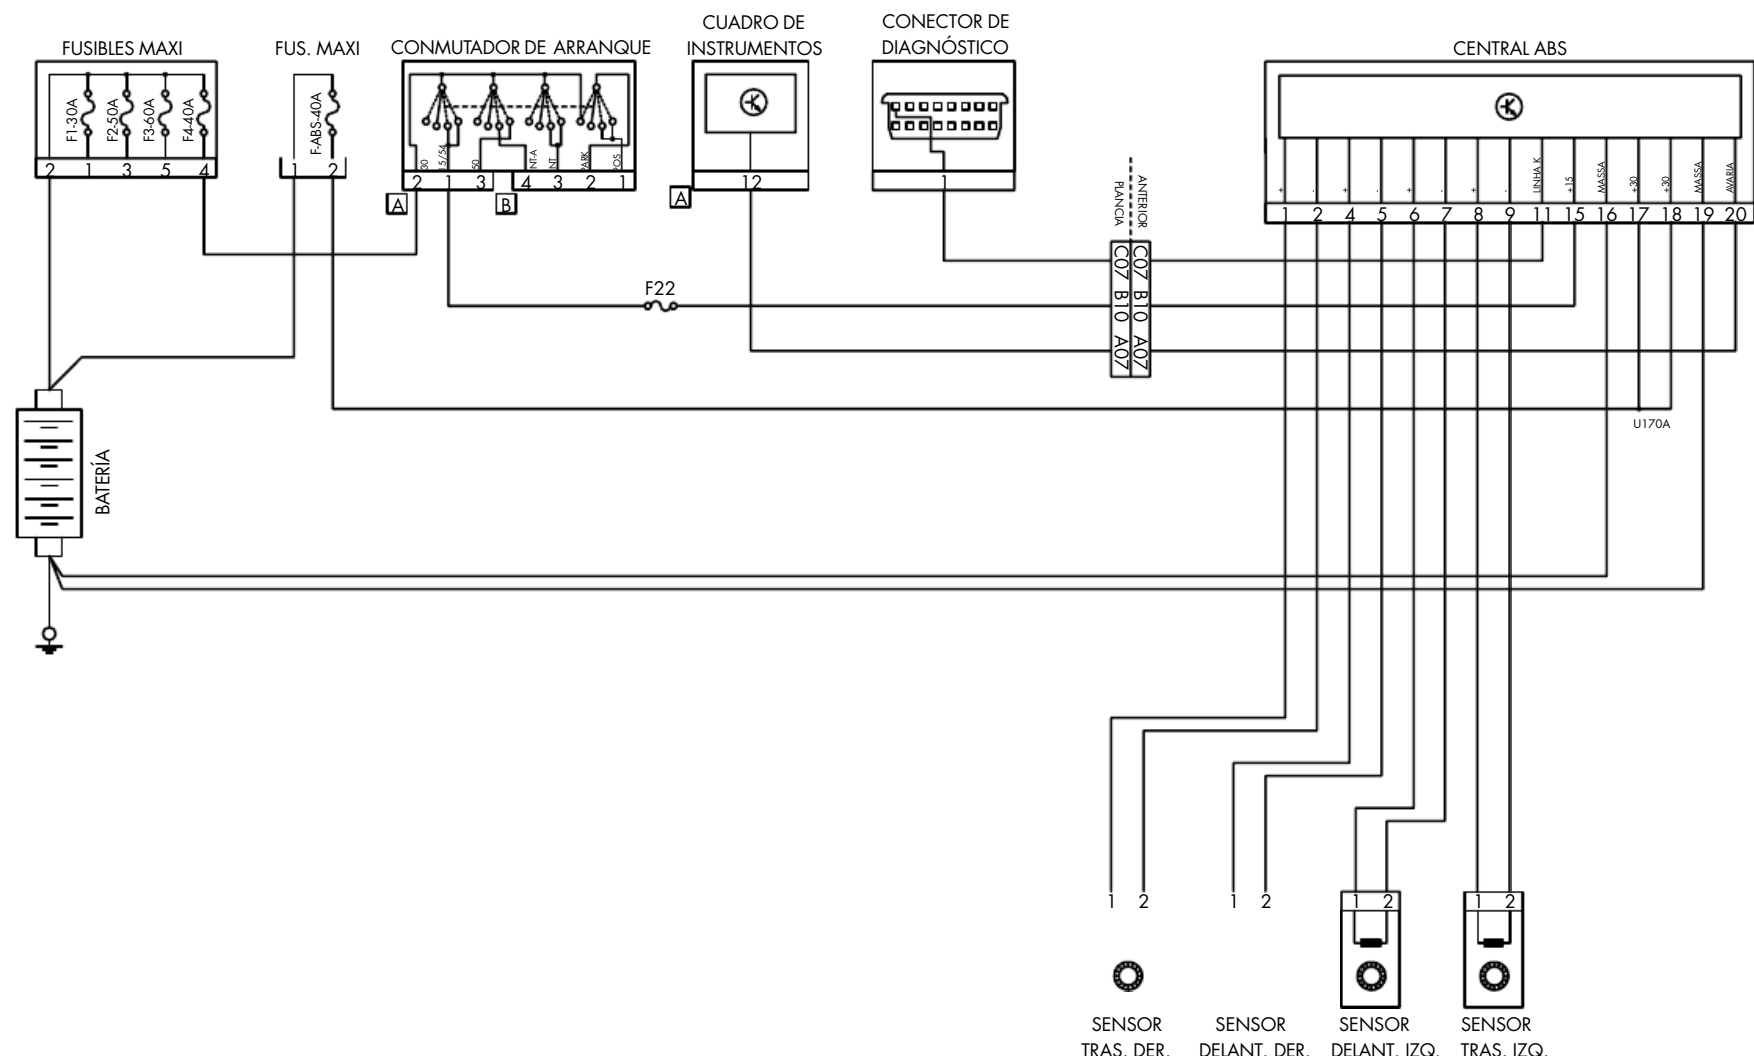 FUSIBLES MAXI
FUS. MAXI
CONMUTADOR DE ARRANQUE
CUADRO DE
INSTRUMENTOS
CONECTOR DE
DIAGNÓSTICO
CENTRAL ABS
F1-30A
F2-50A
F3-60A
F4-40A
2 1 3 5 4
F-ABS-40A
1 2
30
15/54
50
INT-A
INT
PARK
POS
2 1 3 4 3 2 1
A
B
12
A
1
PLANCIA
ANTERIOR
C07 B10 A07
C07 B10 A07
+ - + - + - + - LINHA K +15 MASSA +30 +30 MASSA AVARIA
1 2 4 5 6 7 8 9 11 15 16 17 18 19 20
F22
U170A
BATERÍA
1 2
1 2
1 2
1 2
SENSOR
TRAS. DER.
SENSOR
DELANT. DER.
SENSOR
DELANT. IZQ.
SENSOR
TRAS. IZQ.